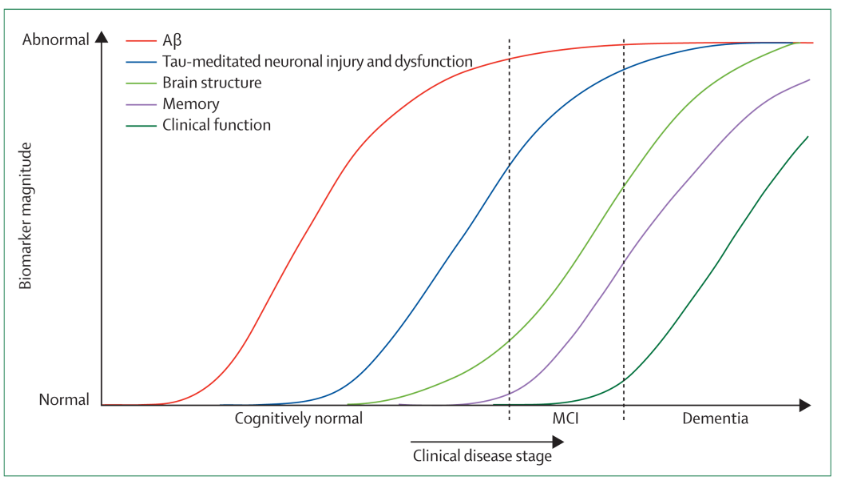 Abnormal
Aβ
Tau-meditated neuronal injury and dysfunction
Brain structure
Memory
Clinical function
Biomarker magnitude
Normal
Cognitively normal
MCI
Dementia
Clinical disease stage